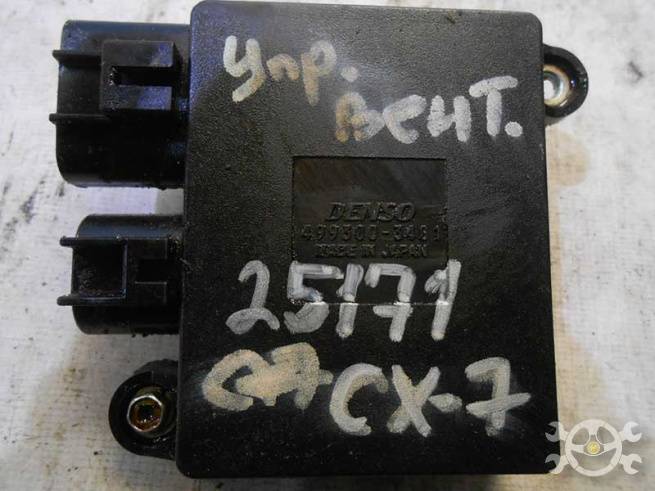 Упр.
вент.
DENSO
499300-3481
MADE IN JAPAN
25171
CX-7